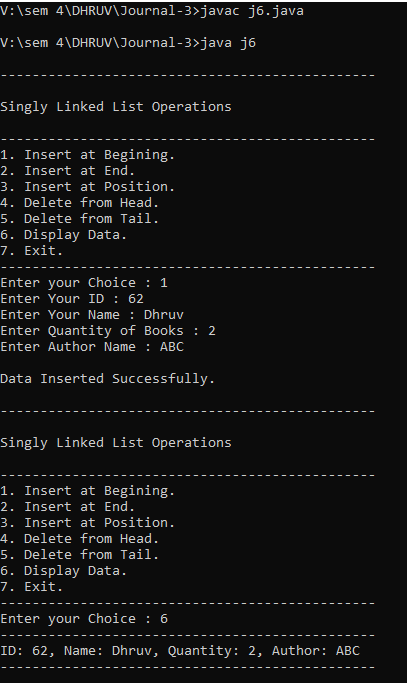 V:\sem 4\DHRUV\Journal-3>javac j6.java
V:\sem 4\DHRUV\Journal-3>java j6
-----------------------------------------------
Singly Linked List Operations
-----------------------------------------------
1. Insert at Begining.
2. Insert at End.
3. Insert at Position.
4. Delete from Head.
5. Delete from Tail.
6. Display Data.
7. Exit.
-----------------------------------------------
Enter your Choice : 1
Enter Your ID : 62
Enter Your Name : Dhruv
Enter Quantity of Books : 2
Enter Author Name : ABC
Data Inserted Successfully.
-----------------------------------------------
Singly Linked List Operations
-----------------------------------------------
1. Insert at Begining.
2. Insert at End.
3. Insert at Position.
4. Delete from Head.
5. Delete from Tail.
6. Display Data.
7. Exit.
-----------------------------------------------
Enter your Choice : 6
-----------------------------------------------
ID: 62, Name: Dhruv, Quantity: 2, Author: ABC
-----------------------------------------------